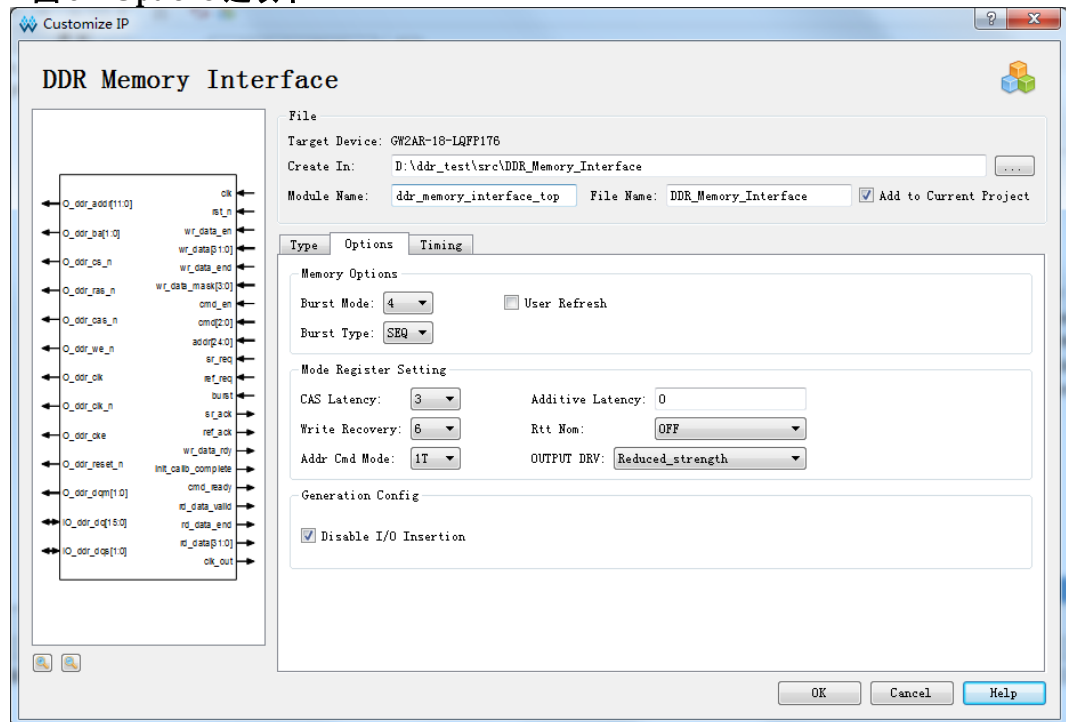 Customize IP
DDR Memory Interface
File
Target Device: GW2AR-18-LQFP176
Create In: D:\ddr_test\src\DDR_Memory_Interface ...
Module Name: ddr_memory_interface_top File Name: DDR_Memory_Interface Add to Current Project
Type Options Timing
Memory Options
Burst Mode: 4 User Refresh
Burst Type: SEQ
Mode Register Setting
CAS Latency: 3 Additive Latency: 0
Write Recovery: 6 Rtt Nom: OFF
Addr Cmd Mode: 1T OUTPUT DRV: Reduced_strength
Generation Config
Disable I/O Insertion
O_ddr_addr[11:0]
O_ddr_ba[1:0]
O_ddr_cs_n
O_ddr_ras_n
O_ddr_cas_n
O_ddr_we_n
O_ddr_clk
O_ddr_clk_n
O_ddr_cke
O_ddr_reset_n
O_ddr_dqm[1:0]
IO_ddr_dq[15:0]
IO_ddr_dqs[1:0]
clk
rst_n
wr_data_en
wr_data[31:0]
wr_data_end
wr_data_mask[3:0]
cmd_en
cmd[2:0]
addr[24:0]
sr_req
ref_req
burst
sr_ack
ref_ack
wr_data_rdy
init_calib_complete
cmd_ready
rd_data_valid
rd_data_end
rd_data[31:0]
clk_out
OK Cancel Help